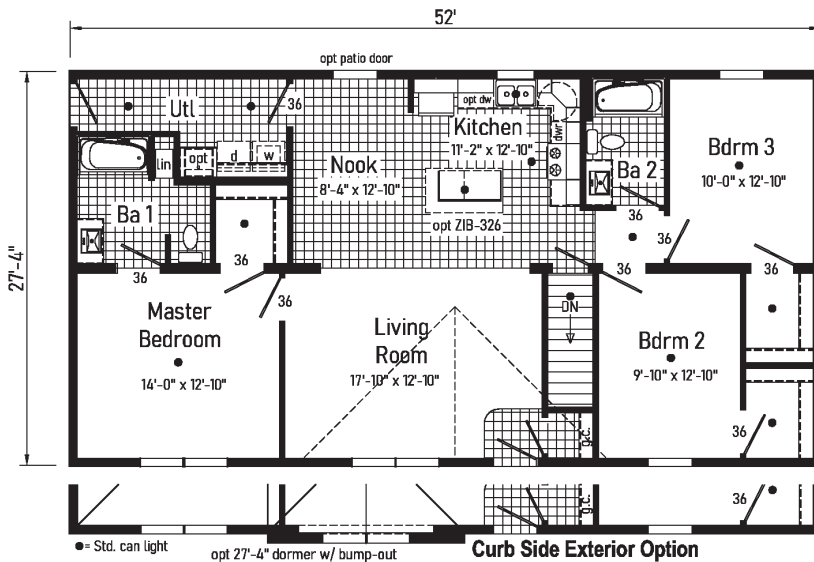 52'
opt patio door
27'-4"
Utl
36
opt dw
Kitchen
11'-2" x 12'-10"
dwr
Nook
8'-4" x 12'-10"
Bdrm 3
10'-0" x 12'-10"
lin
opt
d
w
Ba 2
Ba 1
opt ZIB-326
36
36
36
36
36
36
36
Master
Bedroom
14'-0" x 12'-10"
Living
Room
17'-10" x 12'-10"
DN
Bdrm 2
9'-10" x 12'-10"
g.c.
36
g.c.
36
●= Std. can light
opt 27'-4" dormer w/ bump-out
Curb Side Exterior Option